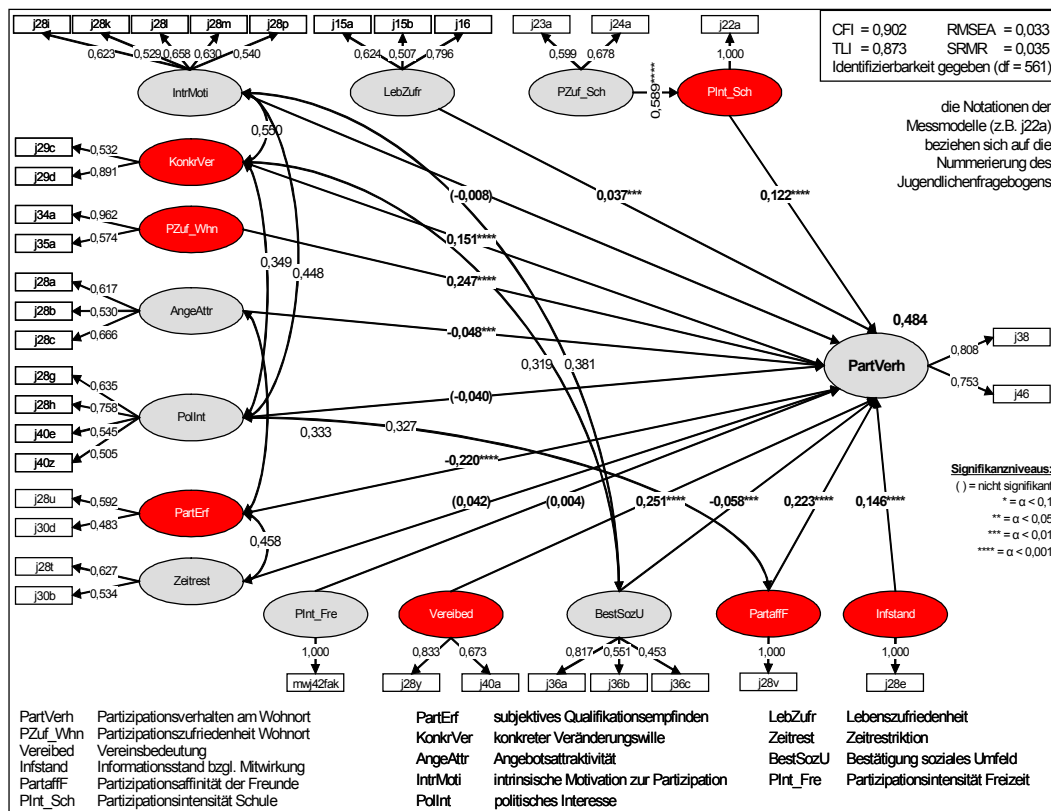 j28i j28k j28l j28m j28p j15a j15b j16 j23a j24a j22a
0,623 0,529 0,658 0,630 0,540 0,624 0,507 0,796 0,599 0,678 1,000
CFI = 0,902 RMSEA = 0,033
TLI = 0,873 SRMR = 0,035
Identifizierbarkeit gegeben (df = 561)
IntrMoti LebZufr PZuf_Sch 0,589**** PInt_Sch
die Notationen der
Messmodelle (z.B. j22a)
beziehen sich auf die
Nummerierung des
Jugendlichenfragebogens
0,550
j29c 0,532
KonkrVer
j29d 0,891
(-0,008) 0,037*** 0,122****
j34a 0,962
PZuf_Whn
j35a 0,574
0,151****
0,349 0,448 0,247****
j28a 0,617
j28b 0,530 AngeAttr
j28c 0,666
-0,048***
0,484
PartVerh
0,808 j38
0,753 j46
0,319 0,381
j28g 0,635
j28h 0,758 PolInt
j40e 0,545
j40z 0,505
(-0,040)
0,333 0,327
-0,220****
j28u 0,592
PartErf
j30d 0,483
(0,042) (0,004) 0,251**** -0,058*** 0,223**** 0,146****
Signifikanzniveaus:
( ) = nicht signifikant
* = α < 0,1
** = α < 0,05
*** = α < 0,01
**** = α < 0,001
0,458
j28t 0,627
Zeitrest
j30b 0,534
PInt_Fre Vereibed BestSozU PartaffF Infstand
1,000 0,833 0,673 0,817 0,551 0,453 1,000 1,000
mwj42fak j28y j40a j36a j36b j36c j28v j28e
PartVerh Partizipationsverhalten am Wohnort
PZuf_Whn Partizipationszufriedenheit Wohnort
Vereibed Vereinsbedeutung
Infstand Informationsstand bzgl. Mitwirkung
PartaffF Partizipationsaffinität der Freunde
PInt_Sch Partizipationsintensität Schule
PartErf subjektives Qualifikationsempfinden
KonkrVer konkreter Veränderungswille
AngeAttr Angebotsattraktivität
IntrMoti intrinsische Motivation zur Partizipation
PolInt politisches Interesse
LebZufr Lebenszufriedenheit
Zeitrest Zeitrestriktion
BestSozU Bestätigung soziales Umfeld
PInt_Fre Partizipationsintensität Freizeit